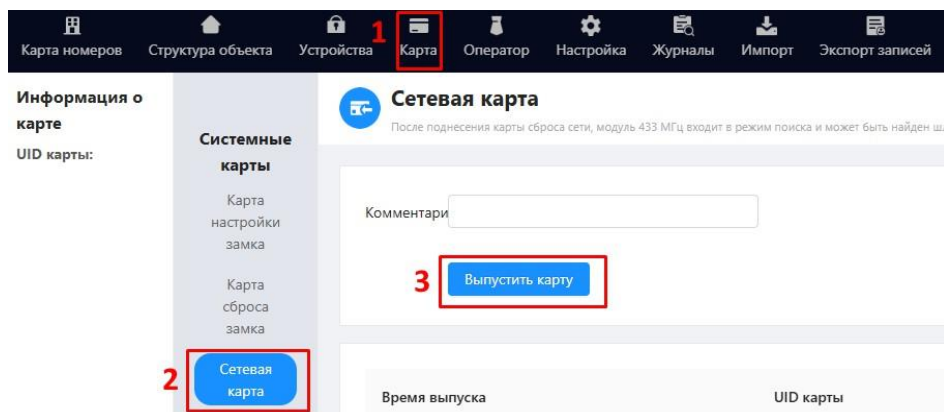 1
Карта номеров Структура объекта Устройства Карта Оператор Настройка Журналы Импорт Экспорт записей
Информация о
карте
UID карты:
Системные
карты
Карта
настройки
замка
Карта
сброса
замка
2
Сетевая
карта
Сетевая карта
После поднесения карты сброса сети, модуль 433 МГц входит в режим поиска и может быть найден ш
Комментари
3
Выпустить карту
Время выпуска UID карты